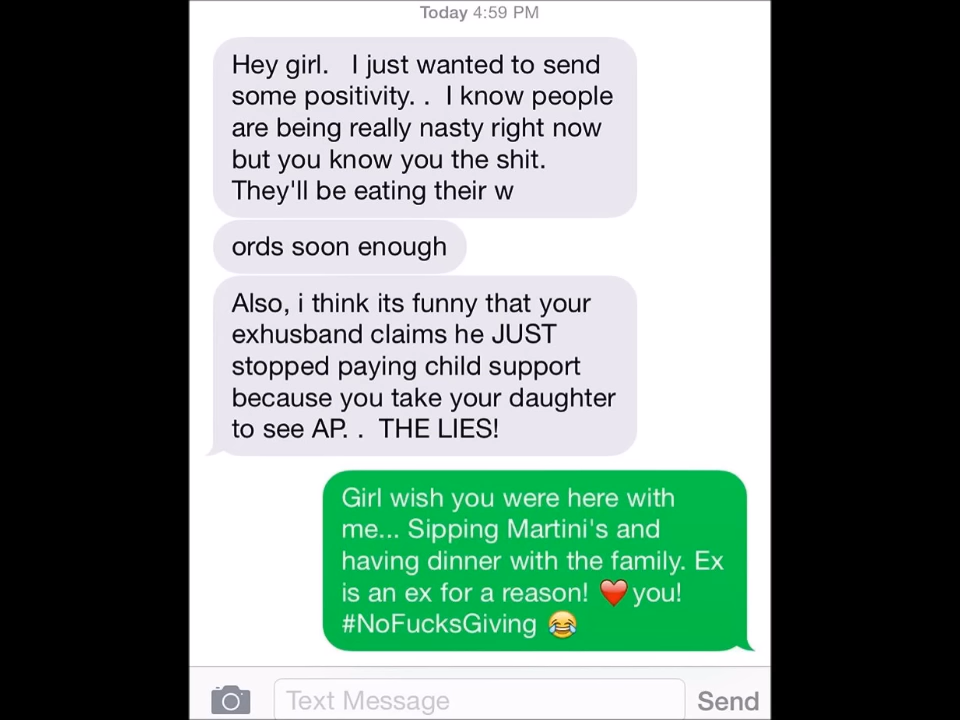 Today 4:59 PM
Hey girl.   I just wanted to send
some positivity. .  I know people
are being really nasty right now
but you know you the shit.
They'll be eating their w
ords soon enough
Also, i think its funny that your
exhusband claims he JUST
stopped paying child support
because you take your daughter
to see AP. .  THE LIES!
Girl wish you were here with
me... Sipping Martini's and
having dinner with the family. Ex
is an ex for a reason! ❤️ you!
#NoFucksGiving 😂
Text Message
Send